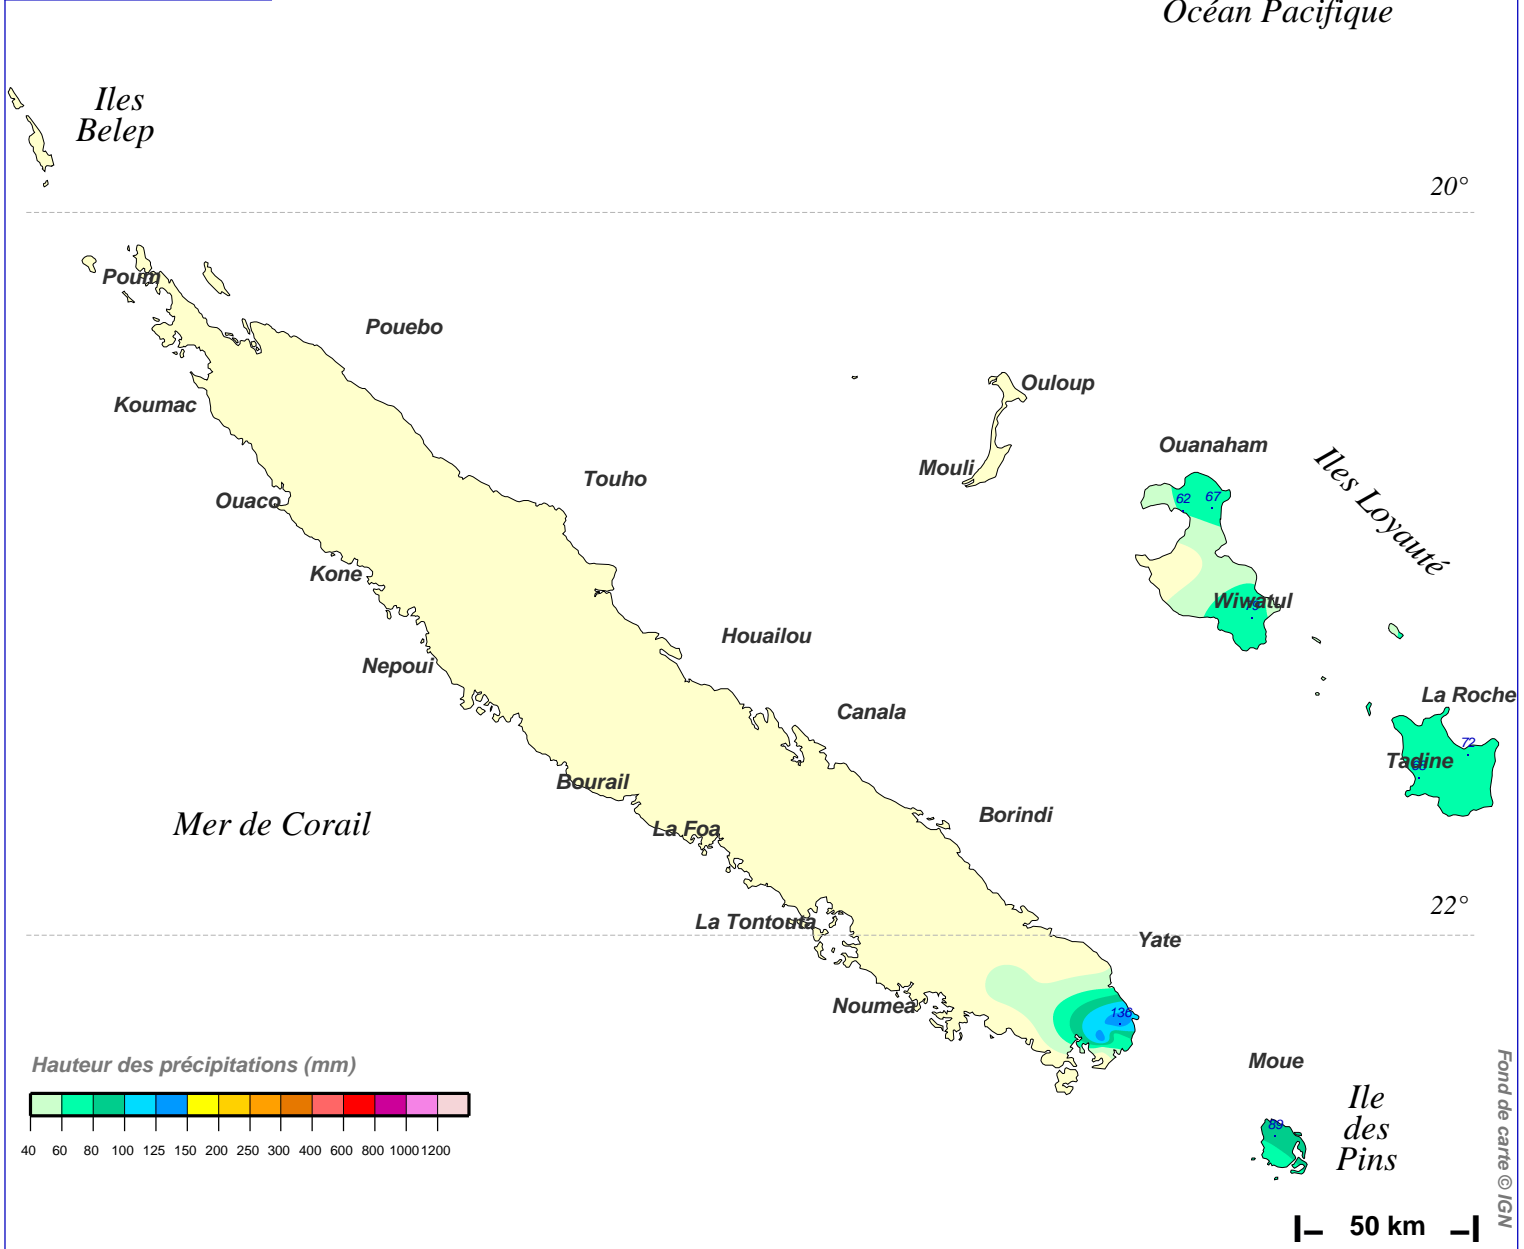 Océan Pacifique
Iles
Belep
20°
Poum
Pouebo
Ouloup
Koumac
Ouanaham
Iles Loyauté
Mouli
Touho
62
67
Ouaco
Kone
Wiwatul
Houailou
Nepoui
La Roche
Canala
72
Tadine
Bourail
Mer de Corail
Borindi
La Foa
22°
La Tontouta
Yate
Noumea
136
Hauteur des précipitations (mm)
Moue
Ile
des
Pins
89
40 60 80 100 125 150 200 250 300 400 600 800 1000 1200
Fond de carte © IGN
50 km